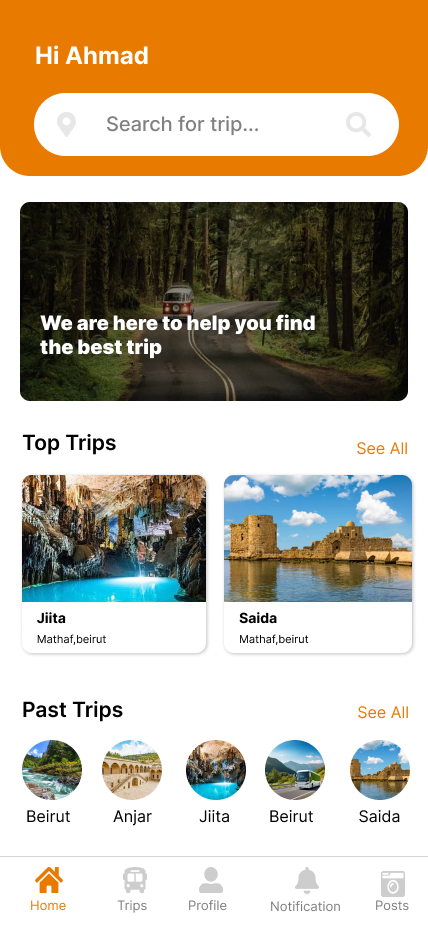 Hi Ahmad
Search for trip...
We are here to help you find
the best trip
Top Trips
See All
Jiita
Mathaf,beirut
Saida
Mathaf,beirut
Past Trips
See All
Beirut
Anjar
Jiita
Beirut
Saida
Home
Trips
Profile
Notification
Posts